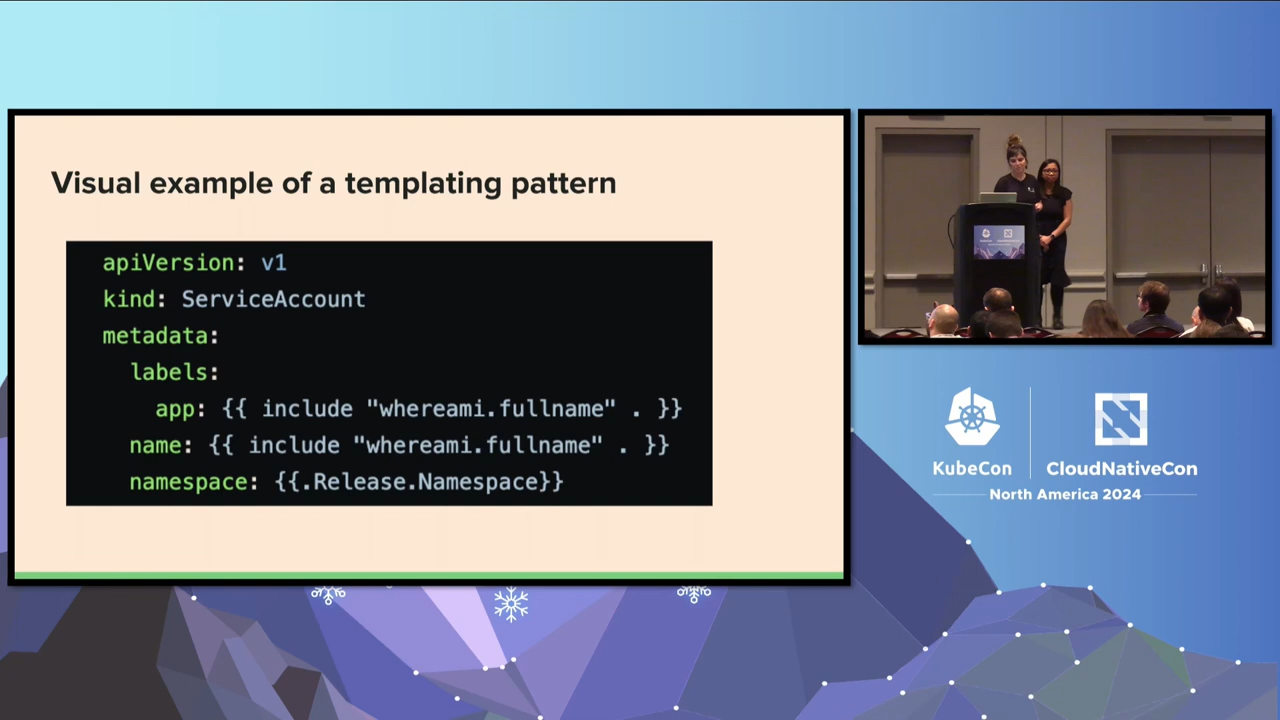 Visual example of a templating pattern
apiVersion: v1
kind: ServiceAccount
metadata:
labels:
app: {{ include "whereami.fullname" . }}
name: {{ include "whereami.fullname" . }}
namespace: {{.Release.Namespace}}
KubeCon
CloudNativeCon
North America 2024